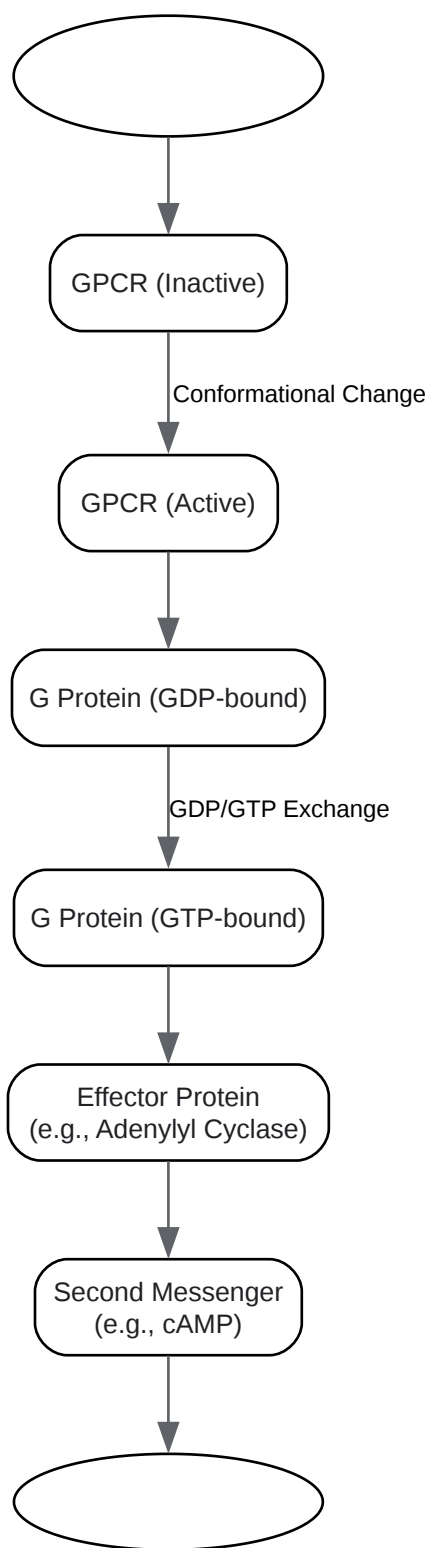 GPCR (Inactive)
Conformational Change
GPCR (Active)
G Protein (GDP-bound)
GDP/GTP Exchange
G Protein (GTP-bound)
Effector Protein
(e.g., Adenylyl Cyclase)
Second Messenger
(e.g., cAMP)